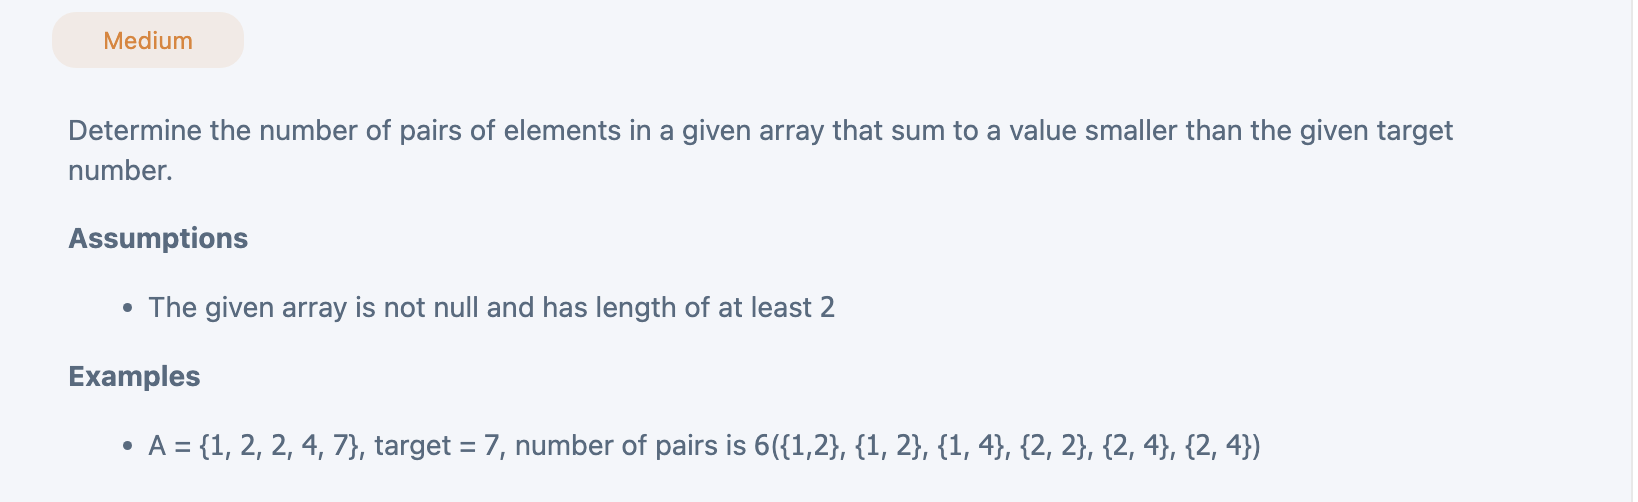 Medium
Determine the number of pairs of elements in a given array that sum to a value smaller than the given target
number.
Assumptions
• The given array is not null and has length of at least 2
Examples
• A = {1, 2, 2, 4, 7}, target = 7, number of pairs is 6({1,2}, {1, 2}, {1, 4}, {2, 2}, {2, 4}, {2, 4})